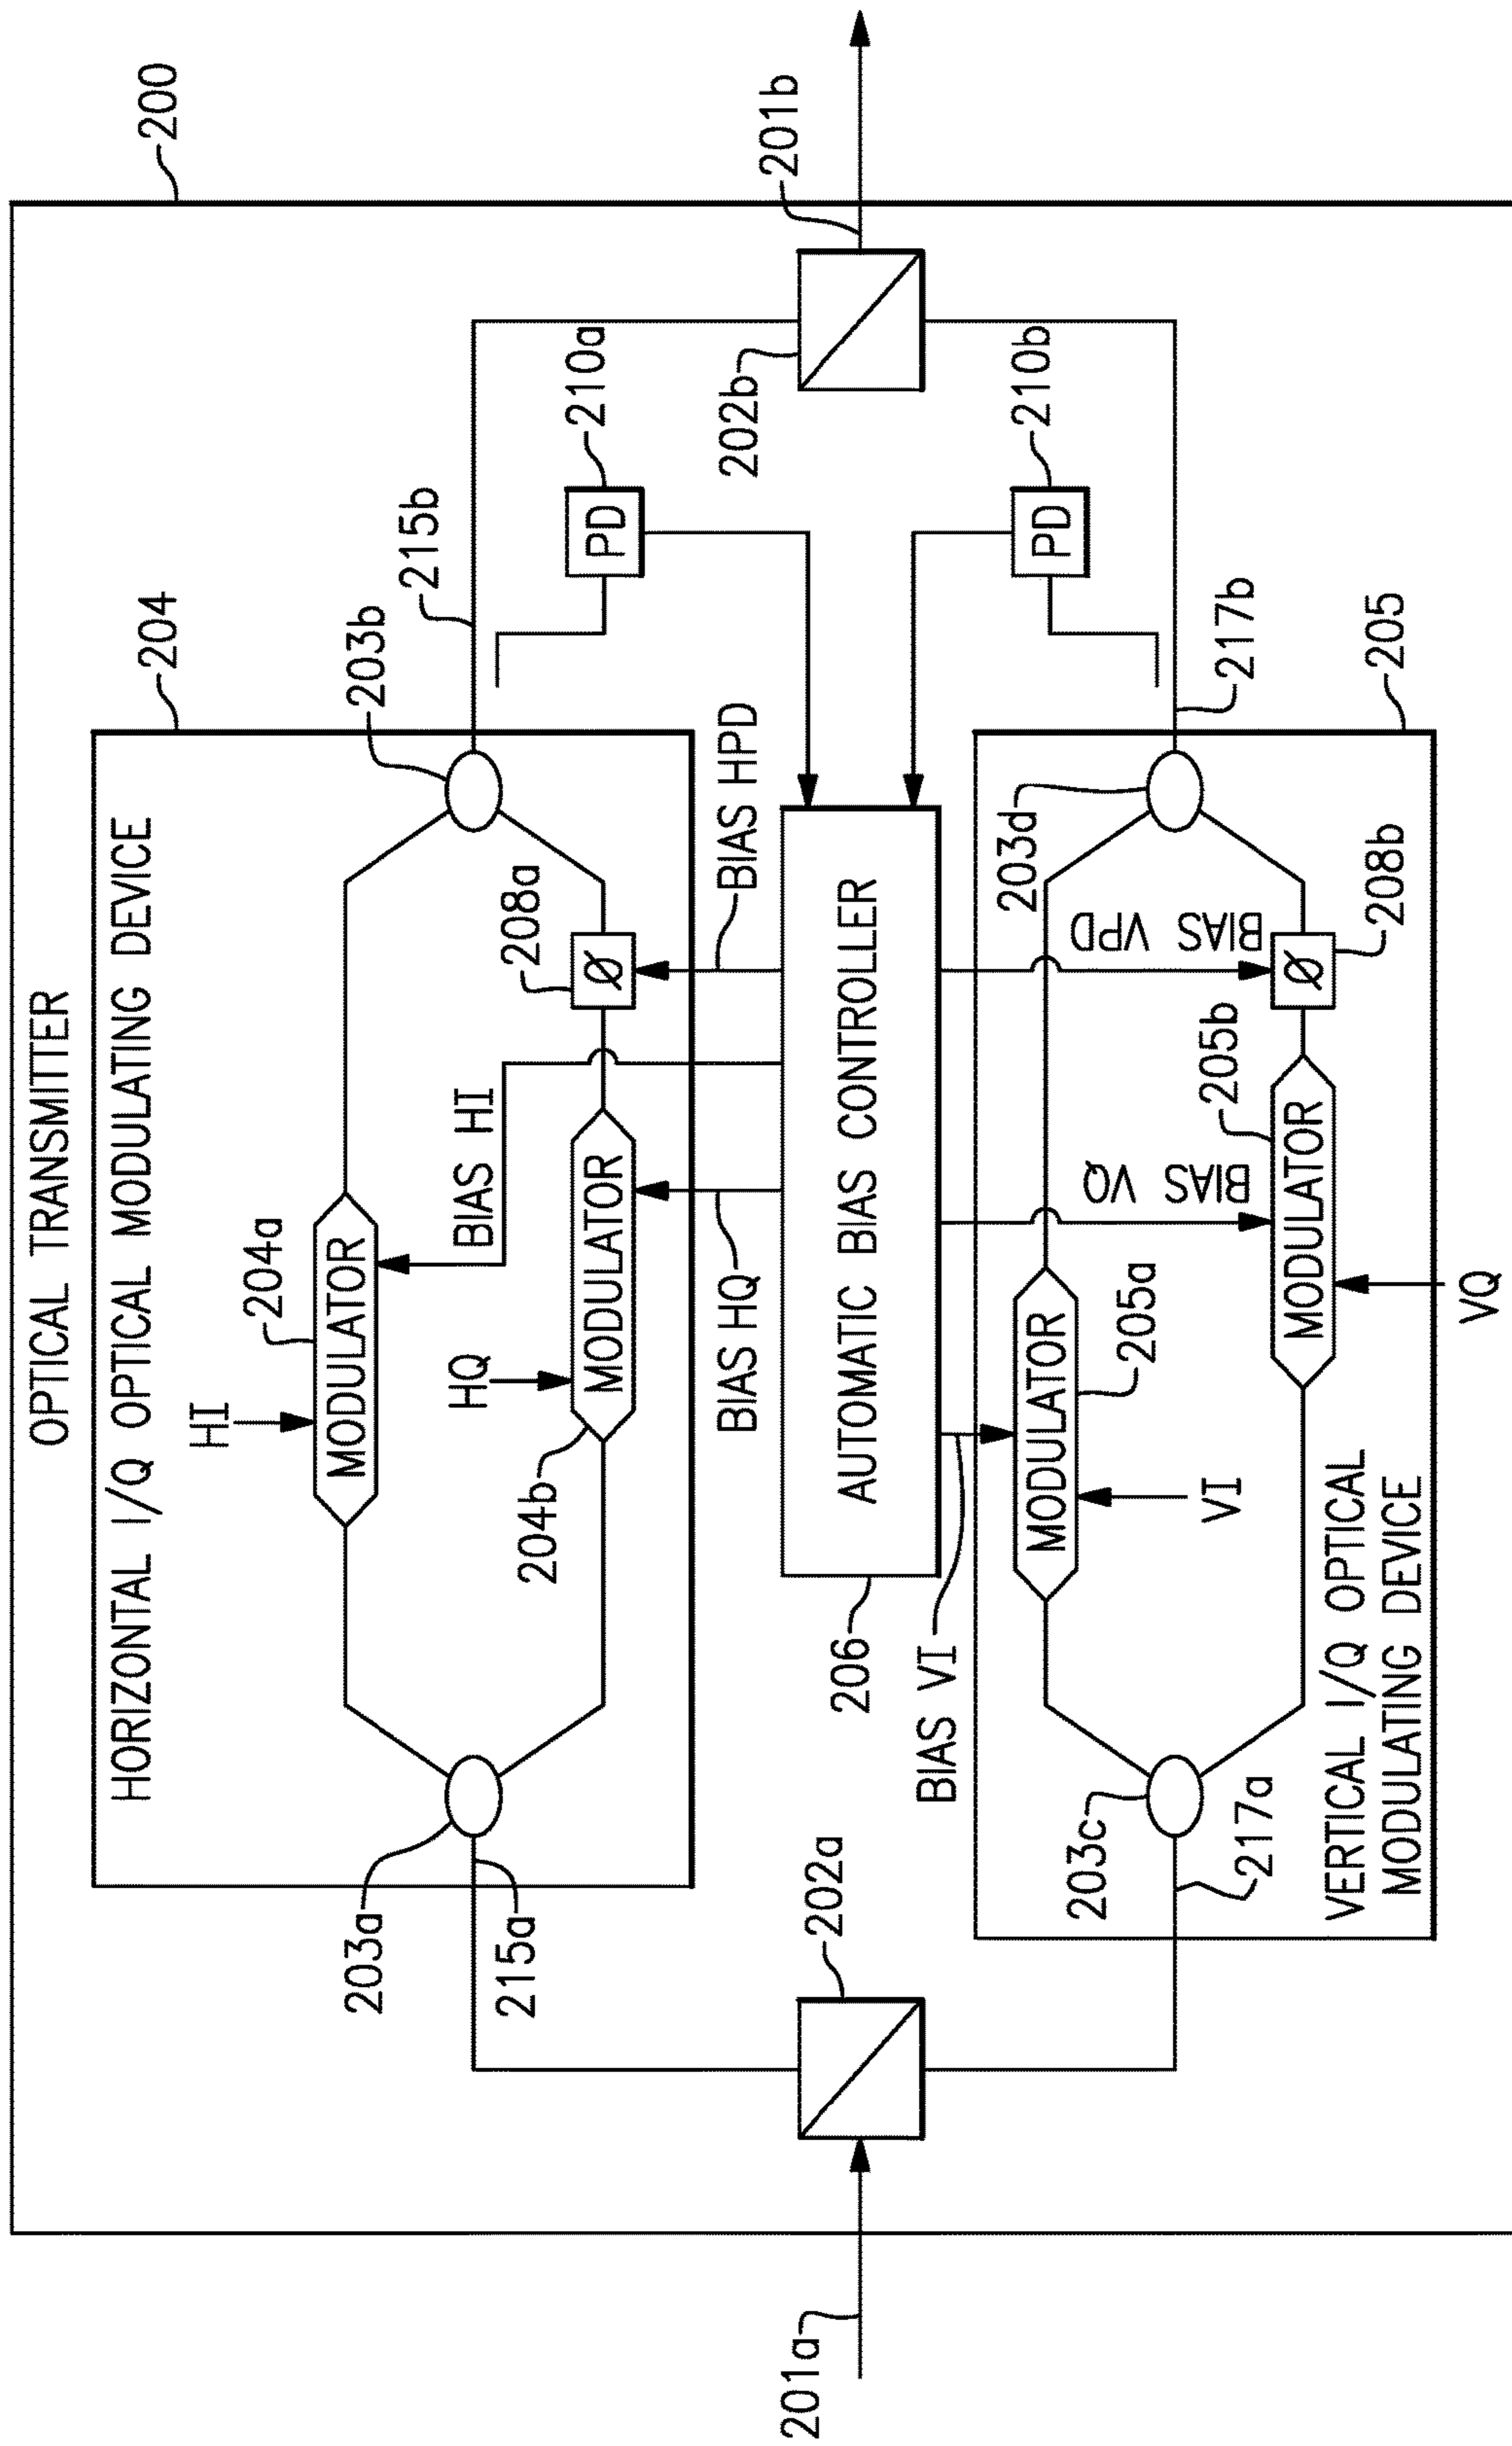 OPTICAL TRANSMITTER
200
HORIZONTAL I/Q OPTICAL MODULATING DEVICE
204
HI
204a
MODULATOR
BIAS HI
HQ
204b
MODULATOR
208a
Ø
203a
203b
215a
215b
PD
210a
BIAS HQ
BIAS HPD
AUTOMATIC BIAS CONTROLLER
206
201a
202a
202b
201b
PD
210b
BIAS VI
MODULATOR
205a
VI
203c
203d
217a
217b
BIAS VQ
BIAS VPD
MODULATOR
205b
Ø
208b
VQ
VERTICAL I/Q OPTICAL
MODULATING DEVICE
205